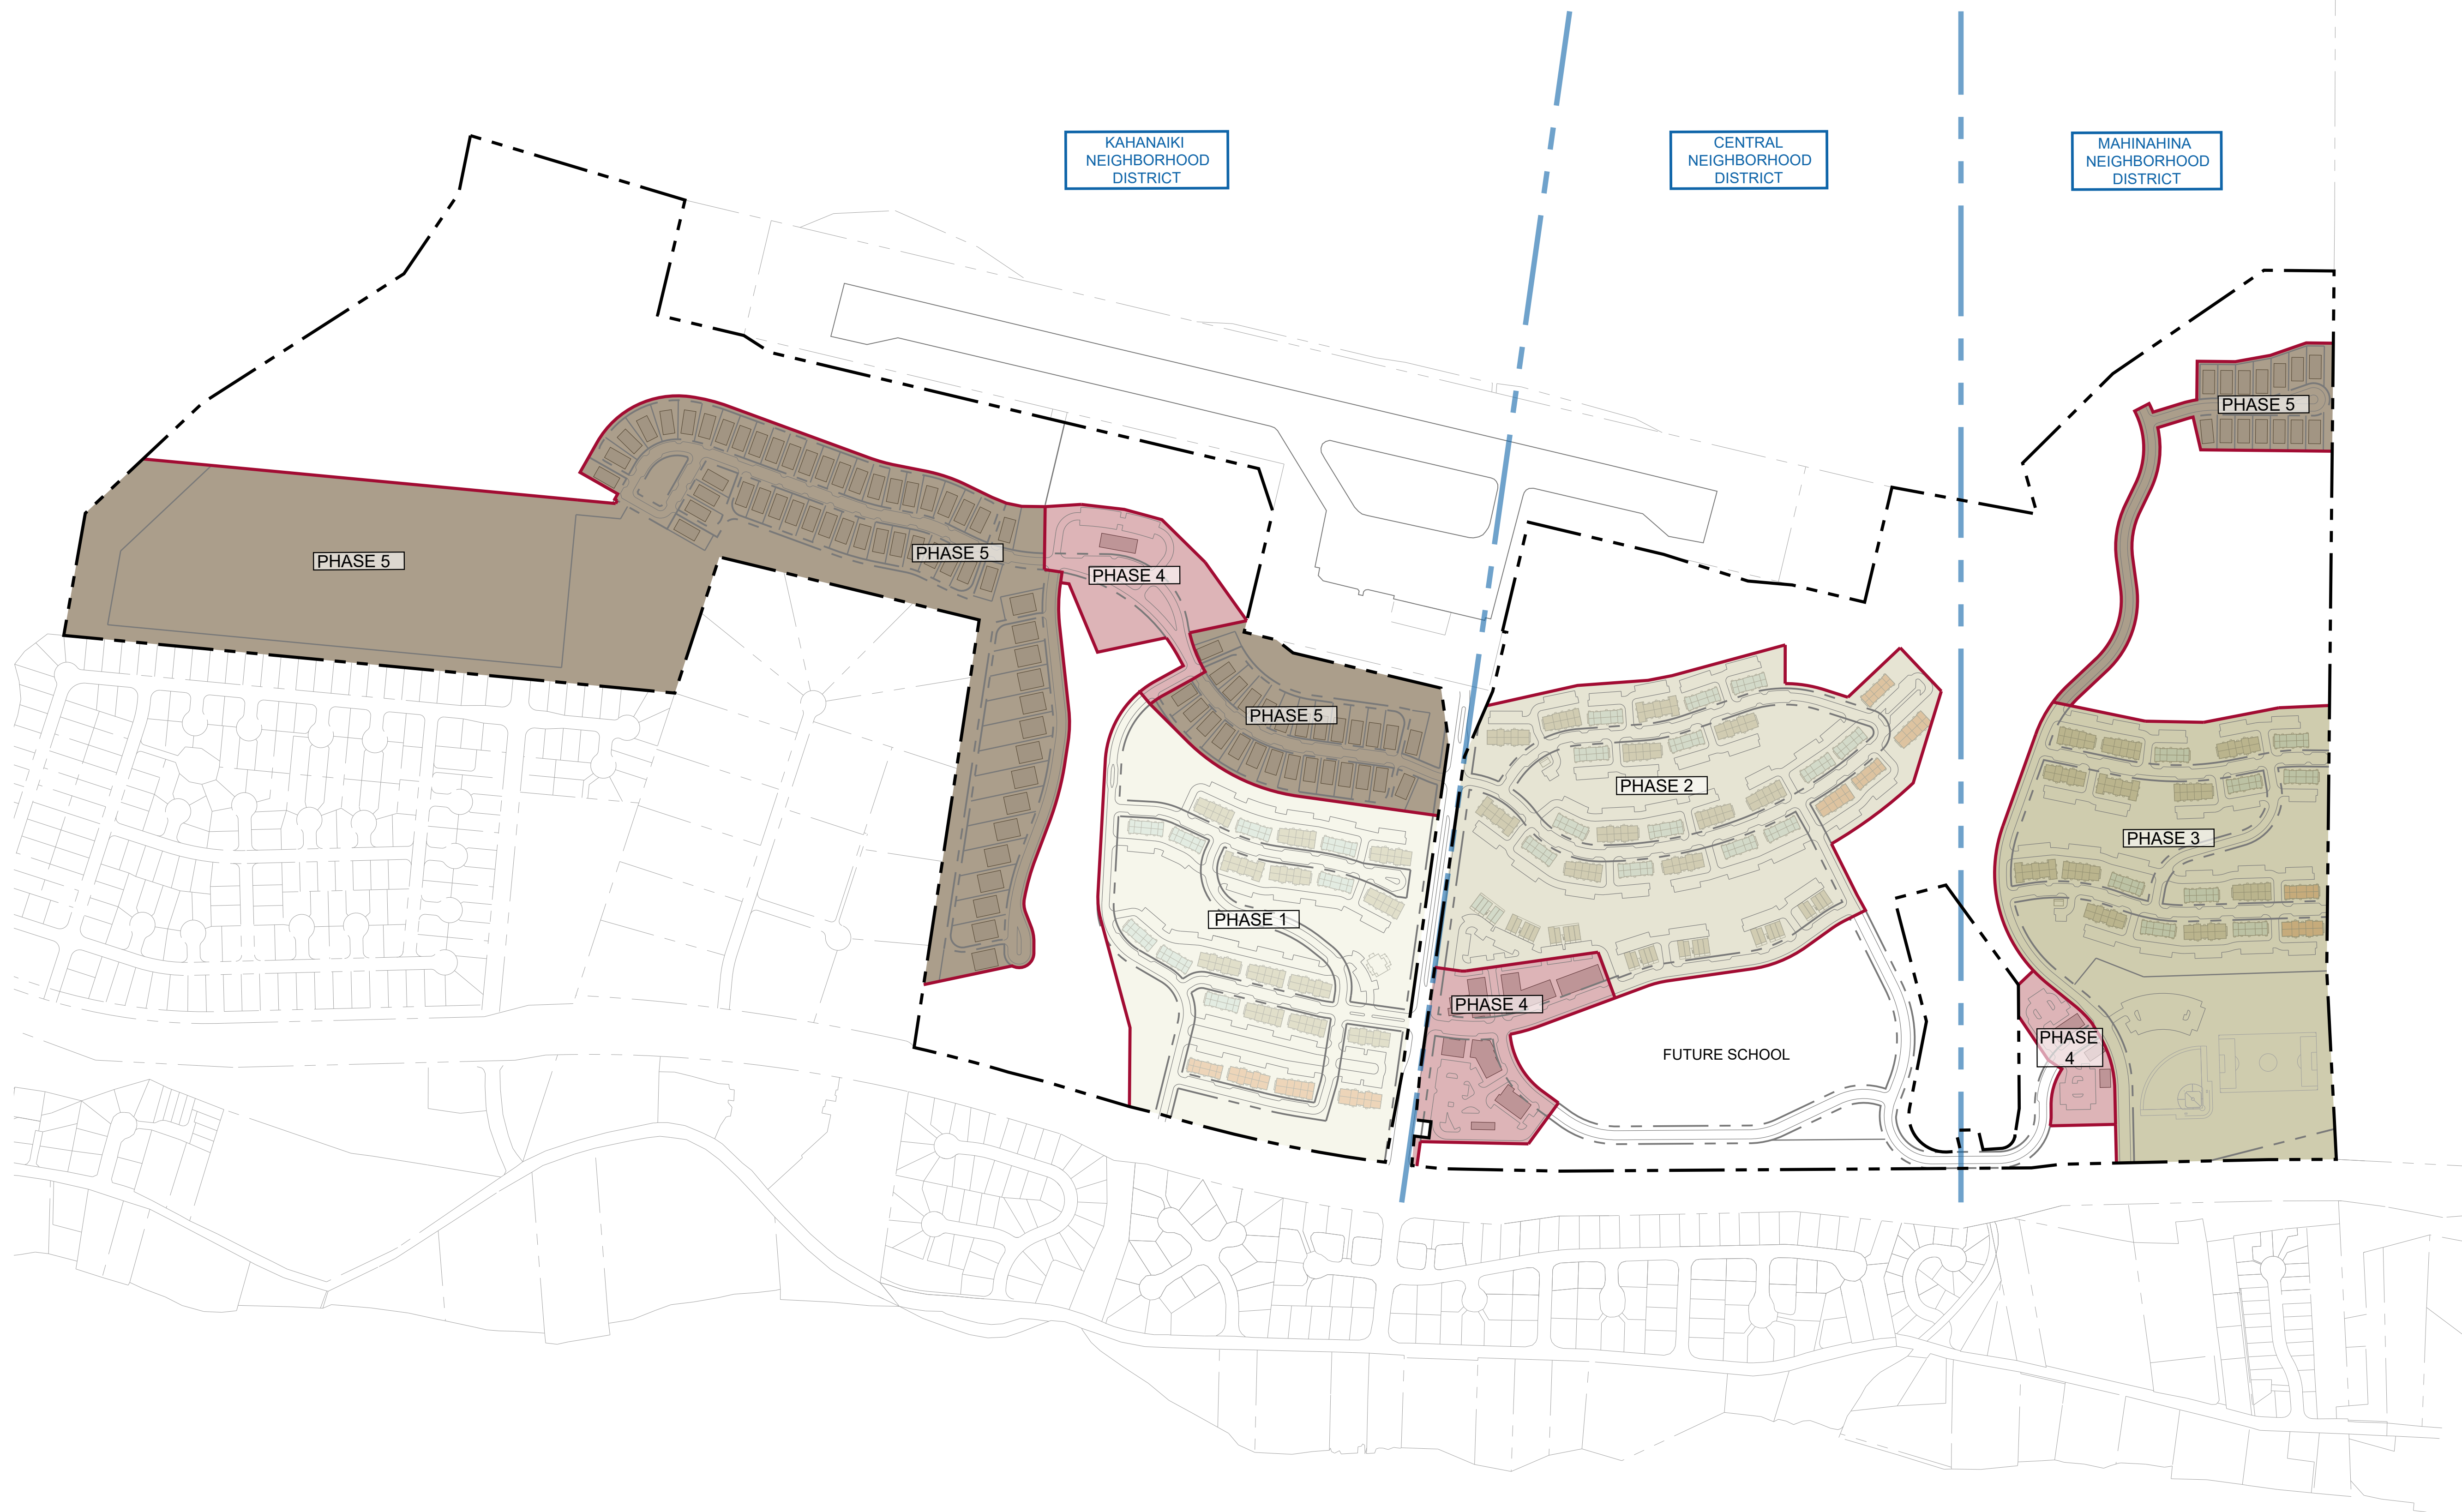 KAHANAIKI
NEIGHBORHOOD
DISTRICT
CENTRAL
NEIGHBORHOOD
DISTRICT
MAHINAHINA
NEIGHBORHOOD
DISTRICT
PHASE 5
PHASE 5
PHASE 5
PHASE 4
PHASE 5
PHASE 2
PHASE 3
PHASE 1
PHASE 4
PHASE
4
FUTURE SCHOOL